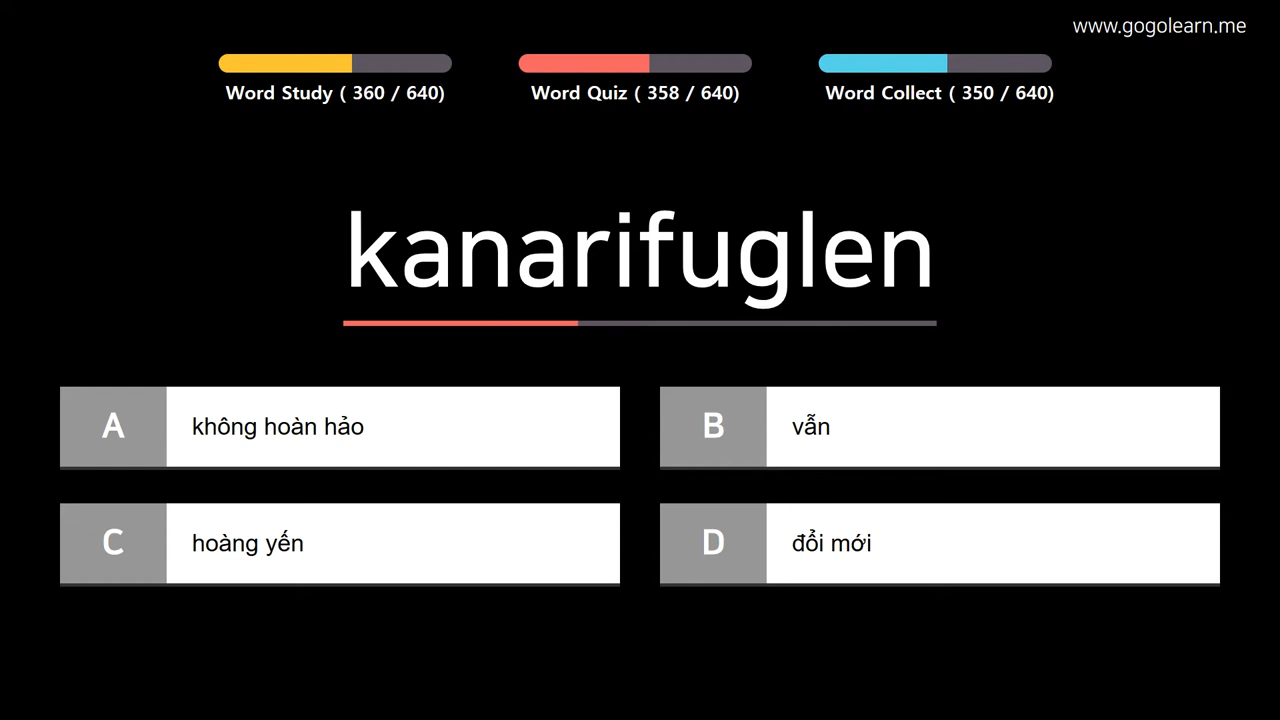 www.gogolearn.me
Word Study ( 360 / 640)
Word Quiz ( 358 / 640)
Word Collect ( 350 / 640)
kanarifuglen
A không hoàn hảo
B vẫn
C hoàng yến
D đổi mới